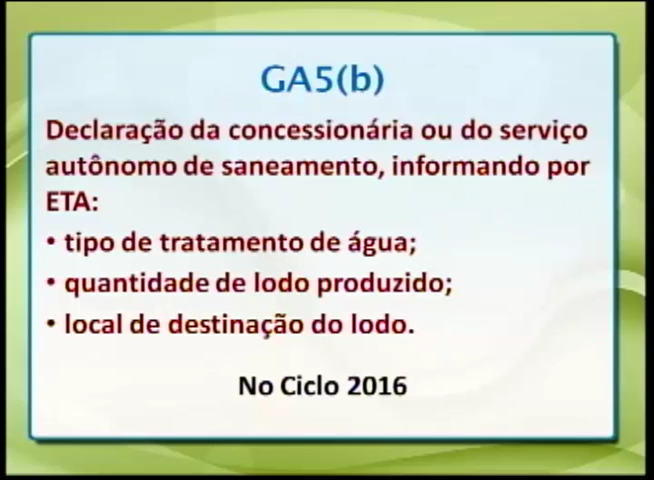 GA5(b)
Declaração da concessionária ou do serviço
autônomo de saneamento, informando por
ETA:
• tipo de tratamento de água;
• quantidade de lodo produzido;
• local de destinação do lodo.
No Ciclo 2016